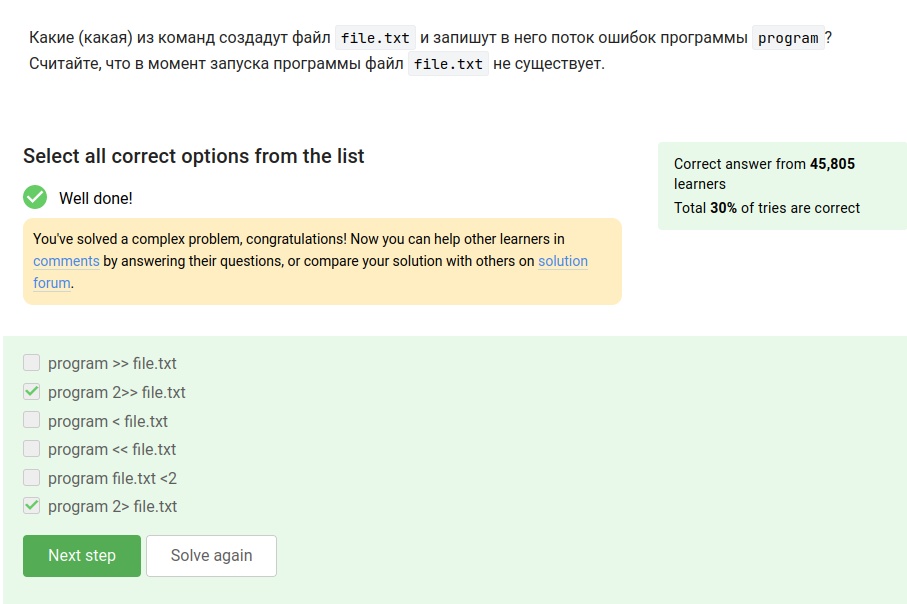 Какие (какая) из команд создадут файл file.txt и запишут в него поток ошибок программы program ?
Считайте, что в момент запуска программы файл file.txt не существует.
Select all correct options from the list
Well done!
You've solved a complex problem, congratulations! Now you can help other learners in
comments by answering their questions, or compare your solution with others on solution
forum.
Correct answer from 45,805
learners
Total 30% of tries are correct
program >> file.txt
program 2>> file.txt
program < file.txt
program << file.txt
program file.txt <2
program 2> file.txt
Next step
Solve again